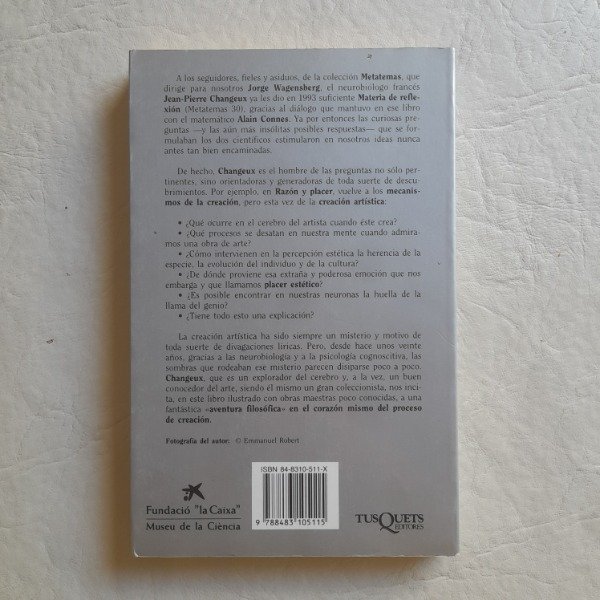 A los seguidores, fieles y asiduos, de la colección Metatemas, que
dirige para nosotros Jorge Wagensberg, el neurobiólogo francés
Jean-Pierre Changeux ya les dio en 1993 suficiente Materia de refle-
xión (Metatemas 30), gracias al diálogo que mantuvo en ese libro
con el matemático Alain Connes. Ya por entonces las curiosas pre-
guntas —y las aún más insólitas posibles respuestas— que se for-
mulaban los dos científicos estimularon en nosotros ideas nunca
antes tan bien encaminadas.
De hecho, Changeux es el hombre de las preguntas no sólo per-
tinentes, sino orientadoras y generadoras de toda suerte de descu-
brimientos. Por ejemplo, en Razón y placer, vuelve a los mecanis-
mos de la creación, pero esta vez de la creación artística:
• ¿Qué ocurre en el cerebro del artista cuando éste crea?
• ¿Qué procesos se desatan en nuestra mente cuando admira-
mos una obra de arte?
• ¿Cómo intervienen en la percepción estética la herencia de la
especie, la evolución del individuo y de la cultura?
• ¿De dónde proviene esa extraña y poderosa emoción que nos
embarga y que llamamos placer estético?
• ¿Es posible encontrar en nuestras neuronas la huella de la
llama del genio?
• ¿Tiene todo esto una explicación?
La creación artística ha sido siempre un misterio y motivo de
toda suerte de divagaciones líricas. Pero, desde hace unos veinte
años, gracias a las neurobiología y a la psicología cognoscitiva, las
sombras que rodeaban ese misterio parecen disiparse poco a poco.
Changeux, que es un explorador del cerebro y, a la vez, un buen
conocedor del arte, siendo él mismo un gran coleccionista, nos inci-
ta, en este libro ilustrado con obras maestras poco conocidas, a una
fantástica «aventura filosófica» en el corazón mismo del proceso
de creación.
Fotografía del autor: © Emmanuel Robert
ISBN 84-8310-511-X
9 788483 105115
Fundació "la Caixa"
Museu de la Ciència
TUSQUETS
EDITORES